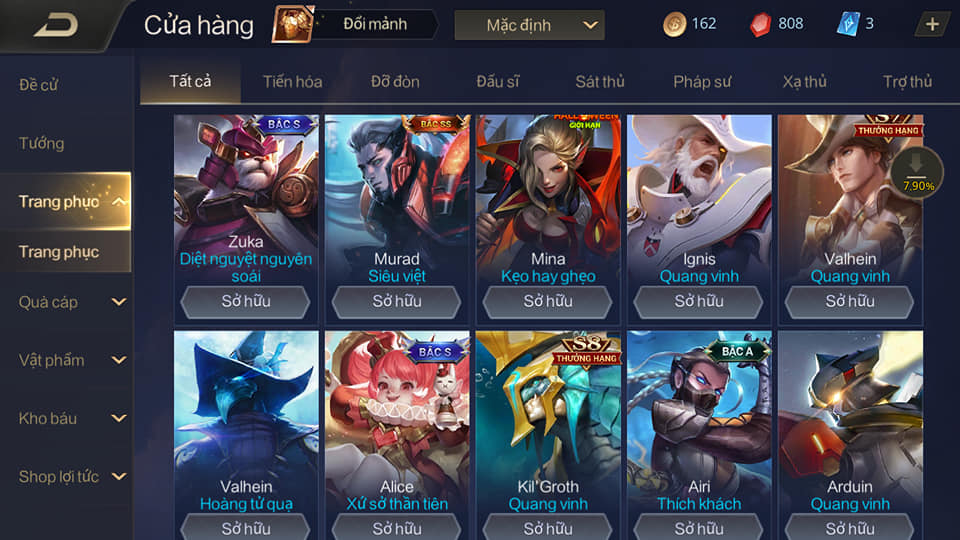 Cửa hàng
Đổi mảnh
Mặc định
162
808
3
Đề cử
Tướng
Trang phục
Trang phục
Quà cáp
Vật phẩm
Kho báu
Shop lợi tức
Tất cả
Tiến hóa
Đỡ đòn
Đấu sĩ
Sát thủ
Pháp sư
Xạ thủ
Trợ thủ
BẬC S
Zuka
Diệt nguyệt nguyên
soái
Sở hữu
BẬC SS
Murad
Siêu việt
Sở hữu
HALLOWEEN
GIỚI HẠN
Mina
Kẹo hay ghẹo
Sở hữu
Ignis
Quang vinh
Sở hữu
S7
THƯỞNG HẠNG
7.90%
Valhein
Quang vinh
Sở hữu
Valhein
Hoàng tử quạ
Sở hữu
BẬC S
Alice
Xứ sở thần tiên
Sở hữu
S8
THƯỞNG HẠNG
Kil'Groth
Quang vinh
Sở hữu
BẬC A
Airi
Thích khách
Sở hữu
Arduin
Quang vinh
Sở hữu